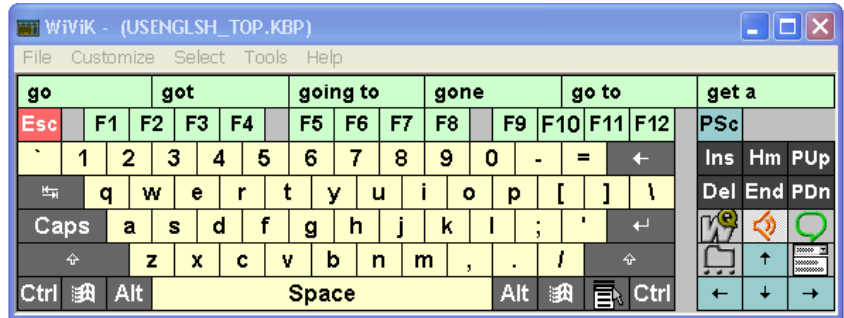 WiViK - (USENGLSH_TOP.KBP)
File Customize Select Tools Help
go got going to gone go to get a
Esc F1 F2 F3 F4 F5 F6 F7 F8 F9 F10 F11 F12 PSc
` 1 2 3 4 5 6 7 8 9 0 - = ← Ins Hm PUp
↹ q w e r t y u i o p [ ] \ Del End PDn
Caps a s d f g h j k l ; ' ↵
⇧ z x c v b n m , . / ⇧ ↑
Ctrl Alt Space Alt Ctrl ← ↓ →